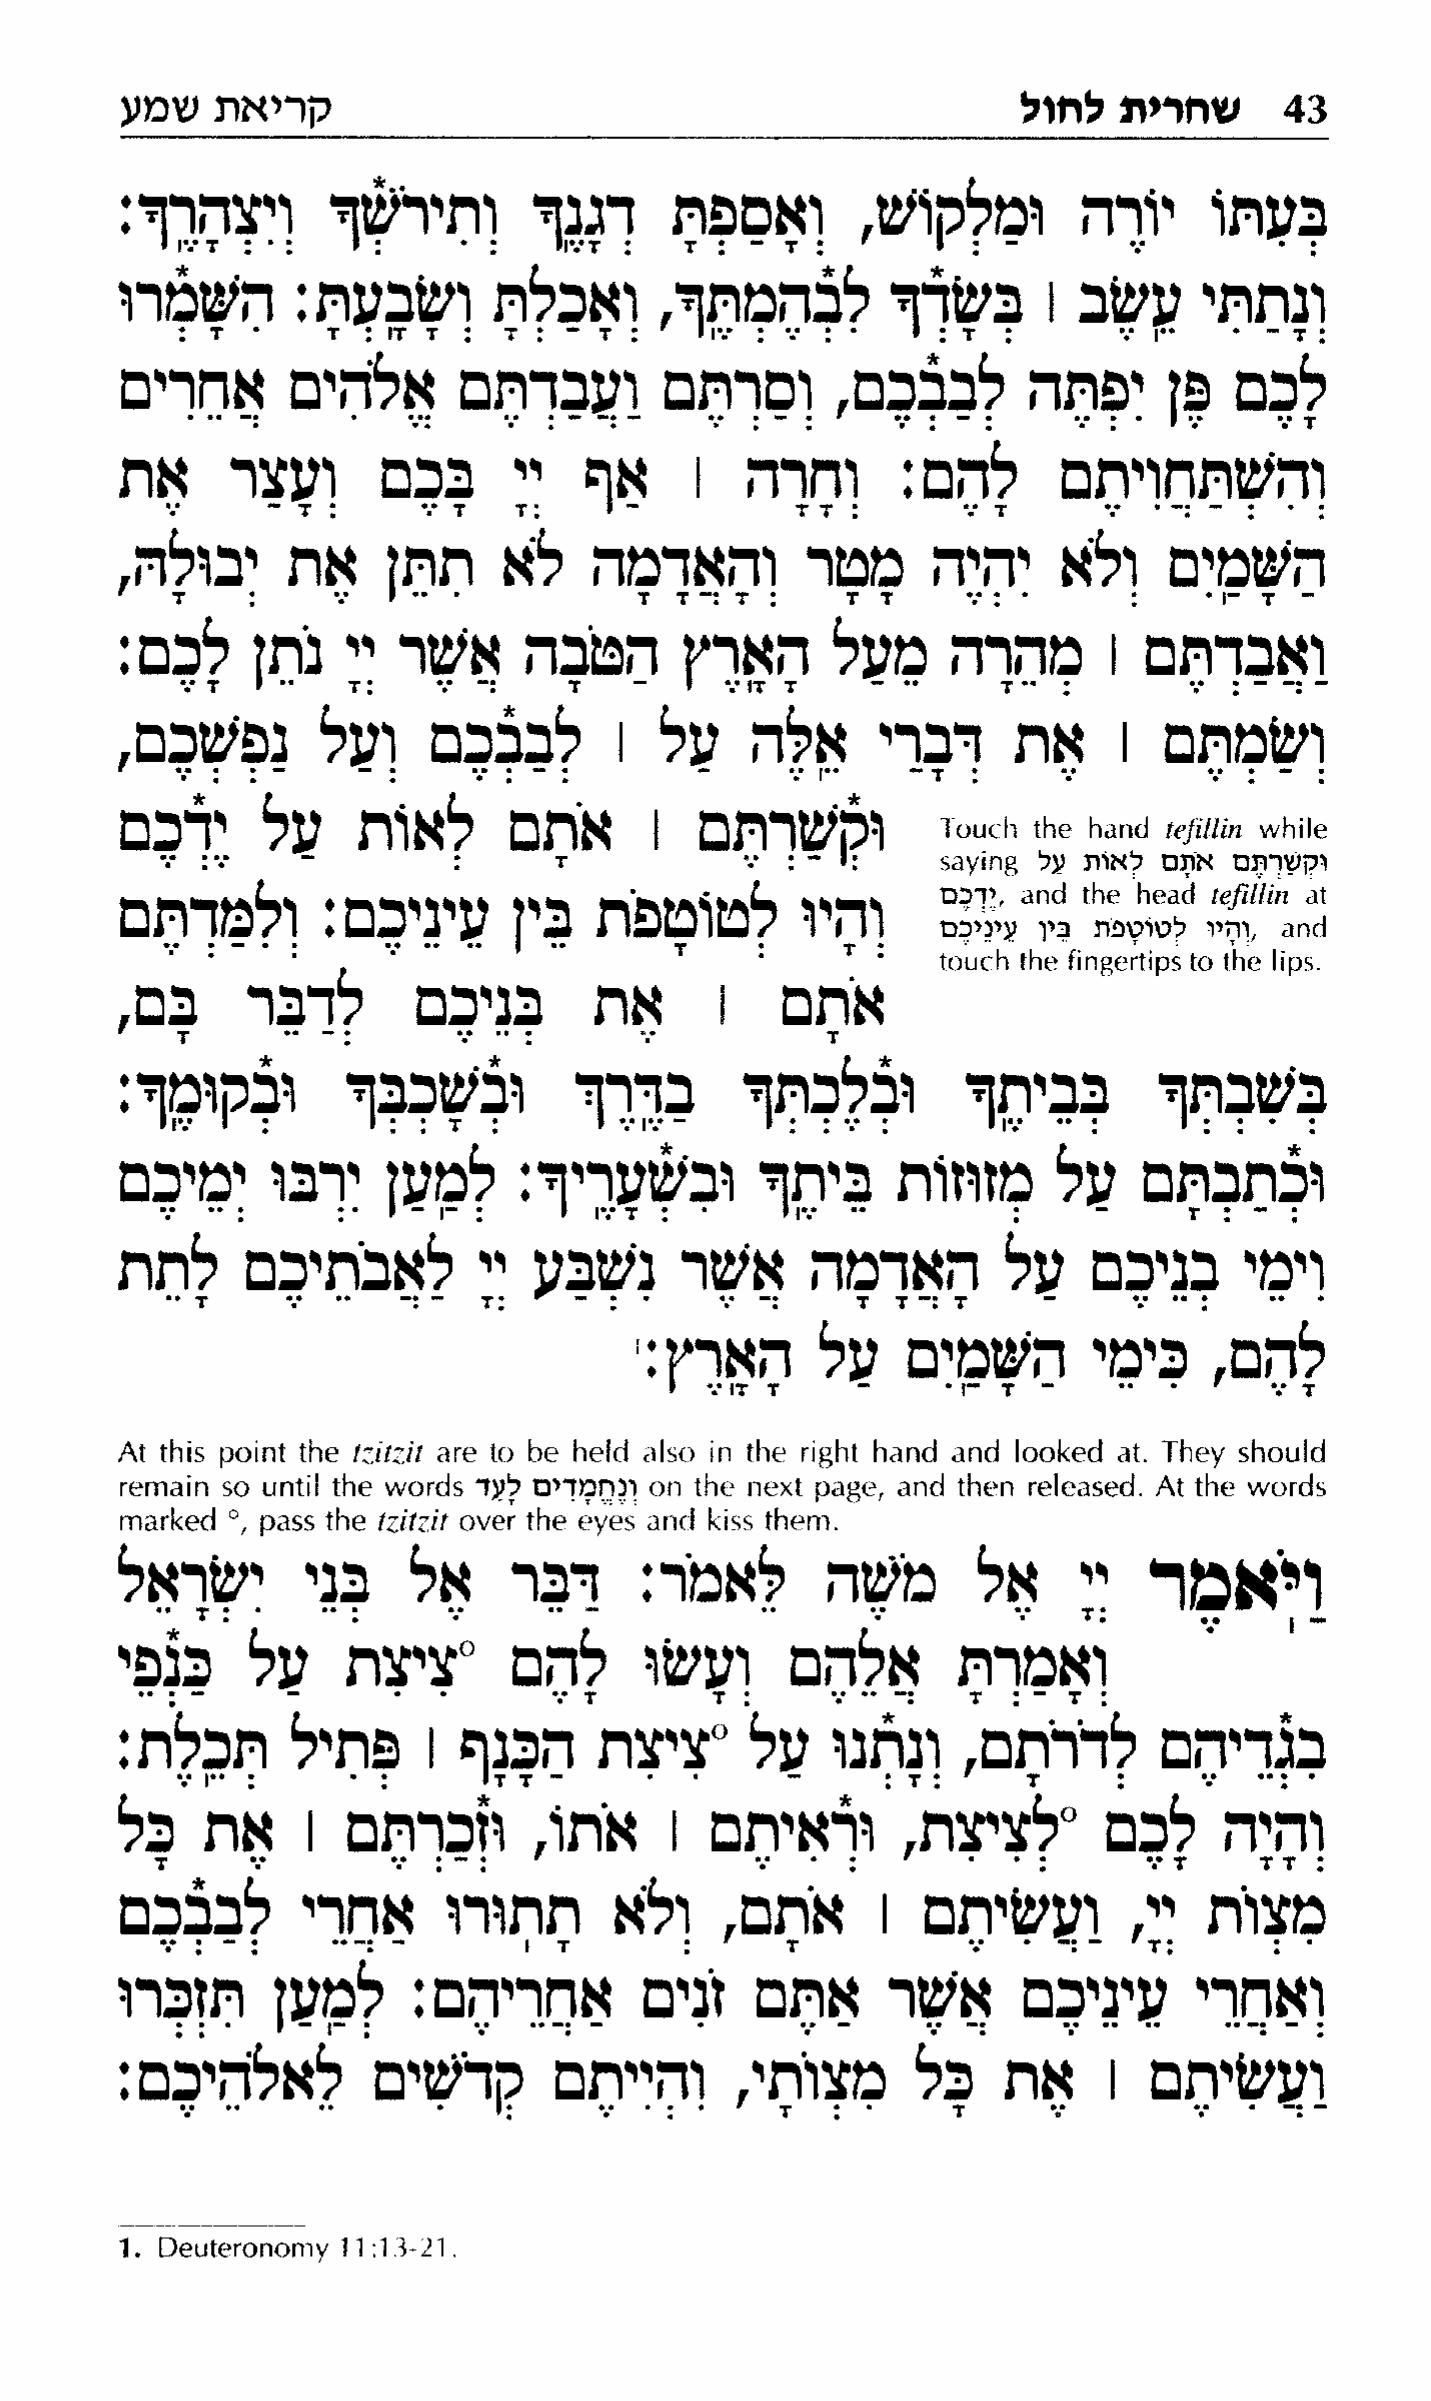 43 שחרית לחול קריאת שמע
בְּעִתּוֹ יוֹרֶה וּמַלְקוֹשׁ, וְאָסַפְתָּ דְגָנֶךָ וְתִירֹשְׁ*ךָ וְיִצְהָרֶךָ:
וְנָתַתִּי עֵשֶׂב | בְּשָׂדְ*ךָ לִבְ*הֶמְתֶּךָ, וְאָכַלְתָּ וְשָׂבָעְתָּ: הִשָּׁמְ*רוּ
לָכֶם פֶּן יִפְתֶּה לְבַבְ*כֶם, וְסַרְתֶּם וַעֲבַדְתֶּם אֱלֹהִים אֲחֵרִים
וְהִשְׁתַּחֲוִיתֶם לָהֶם: וְחָרָה | אַף יְיָ בָּכֶם וְעָצַר אֶת
הַשָּׁמַיִם וְלֹא יִהְיֶה מָטָר וְהָאֲדָמָה לֹא תִתֵּן אֶת יְבוּלָהּ,
וַאֲבַדְתֶּם | מְהֵרָה מֵעַל הָאָרֶץ הַטֹּבָה אֲשֶׁר יְיָ נֹתֵן לָכֶם:
וְשַׂמְתֶּם | אֶת דְּבָרַי אֵלֶּה עַל | לְבַבְ*כֶם וְעַל נַפְשְׁכֶם,
וּקְ*שַׁרְתֶּם | אֹתָם לְאוֹת עַל יֶדְ*כֶם
וְהָיוּ לְטוֹטָפֹת בֵּין עֵינֵיכֶם: וְלִמַּדְתֶּם
אֹתָם | אֶת בְּנֵיכֶם לְדַבֵּר בָּם,
Touch the hand tefillin while
saying וּקְשַׁרְתֶּם אֹתָם לְאוֹת עַל
יֶדְכֶם, and the head tefillin at
וְהָיוּ לְטוֹטָפֹת בֵּין עֵינֵיכֶם, and
touch the fingertips to the lips.
בְּשִׁבְתְּךָ בְּבֵיתֶךָ וּבְ*לֶכְתְּךָ בַדֶּרֶךְ וּבְ*שָׁכְבְּךָ וּבְ*קוּמֶךָ:
וּכְ*תַבְתָּם עַל מְזוּזוֹת בֵּיתֶךָ וּבִשְׁ*עָרֶיךָ: לְמַעַן יִרְבּוּ יְמֵיכֶם
וִימֵי בְנֵיכֶם עַל הָאֲדָמָה אֲשֶׁר נִשְׁבַּע יְיָ לַאֲבֹתֵיכֶם לָתֵת
לָהֶם, כִּימֵי הַשָּׁמַיִם עַל הָאָרֶץ:¹
At this point the tzitzit are to be held also in the right hand and looked at. They should
remain so until the words וְנֶחֱמָדִים לָעַד on the next page, and then released. At the words
marked °, pass the tzitzit over the eyes and kiss them.
וַיֹּאמֶר יְיָ אֶל מֹשֶׁה לֵּאמֹר: דַּבֵּר אֶל בְּנֵי יִשְׂרָאֵל
וְאָמַרְתָּ אֲלֵהֶם וְעָשׂוּ לָהֶם °צִיצִת עַל כַּנְ*פֵי
בִגְ*דֵיהֶם לְדֹרֹתָם, וְנָתְ*נוּ עַל °צִיצִת הַכָּנָף | פְּתִיל תְּכֵלֶת:
וְהָיָה לָכֶם °לְצִיצִת, וּרְ*אִיתֶם | אֹתוֹ, וּזְ*כַרְתֶּם | אֶת כָּל
מִצְוֹת יְיָ, וַעֲשִׂיתֶם | אֹתָם, וְלֹא תָתוּרוּ אַחֲרֵי לְבַבְ*כֶם
וְאַחֲרֵי עֵינֵיכֶם אֲשֶׁר אַתֶּם זֹנִים אַחֲרֵיהֶם: לְמַעַן תִּזְכְּרוּ
וַעֲשִׂיתֶם | אֶת כָּל מִצְוֹתָי, וִהְיִיתֶם קְדֹשִׁים לֵאלֹהֵיכֶם:
1. Deuteronomy 11:13-21.